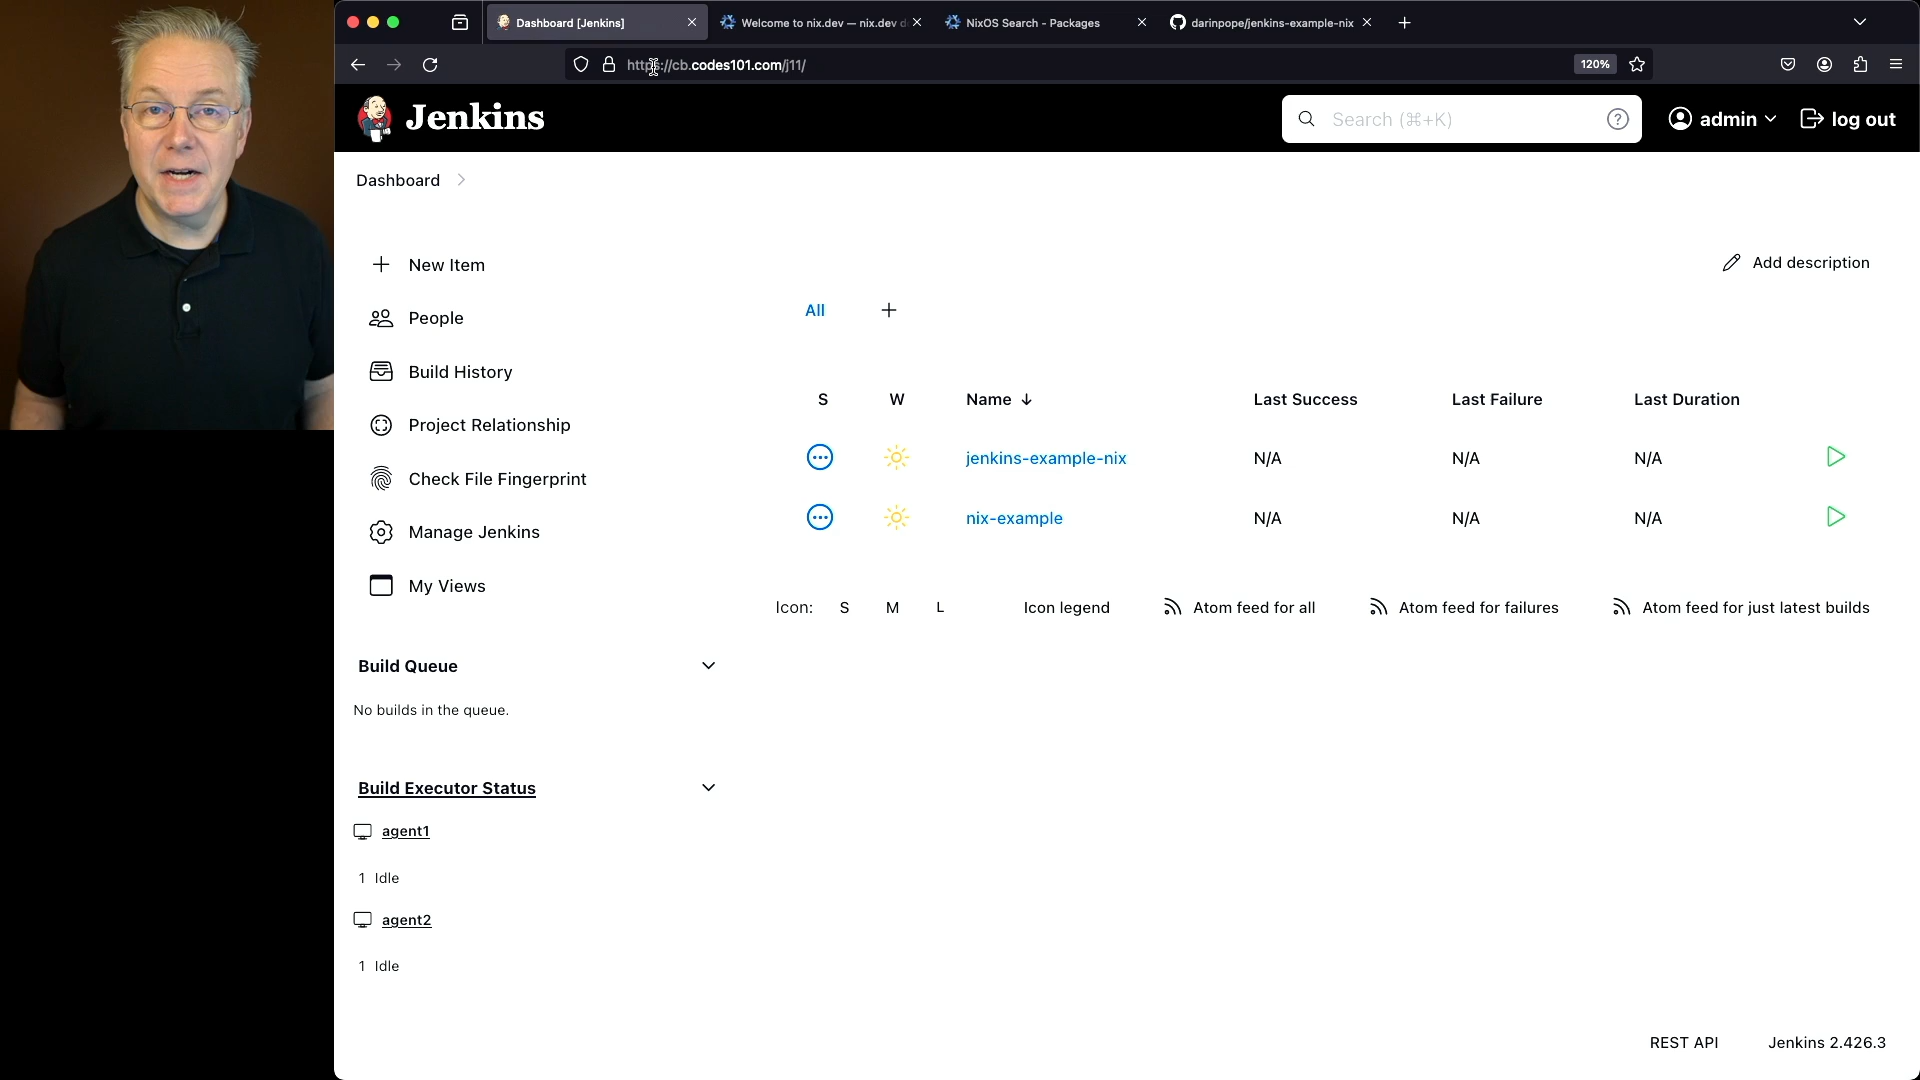 Dashboard [Jenkins]
Welcome to nix.dev — nix.dev d
NixOS Search - Packages
darinpope/jenkins-example-nix
https://cb.codes101.com/j11/
120%
Jenkins
Search (⌘+K)
admin
log out
Dashboard
New Item
Add description
People
All +
Build History
S W Name ↓ Last Success Last Failure Last Duration
Project Relationship
jenkins-example-nix N/A N/A N/A
Check File Fingerprint
nix-example N/A N/A N/A
Manage Jenkins
My Views
Icon: S M L Icon legend Atom feed for all Atom feed for failures Atom feed for just latest builds
Build Queue
No builds in the queue.
Build Executor Status
agent1
1 Idle
agent2
1 Idle
REST API Jenkins 2.426.3